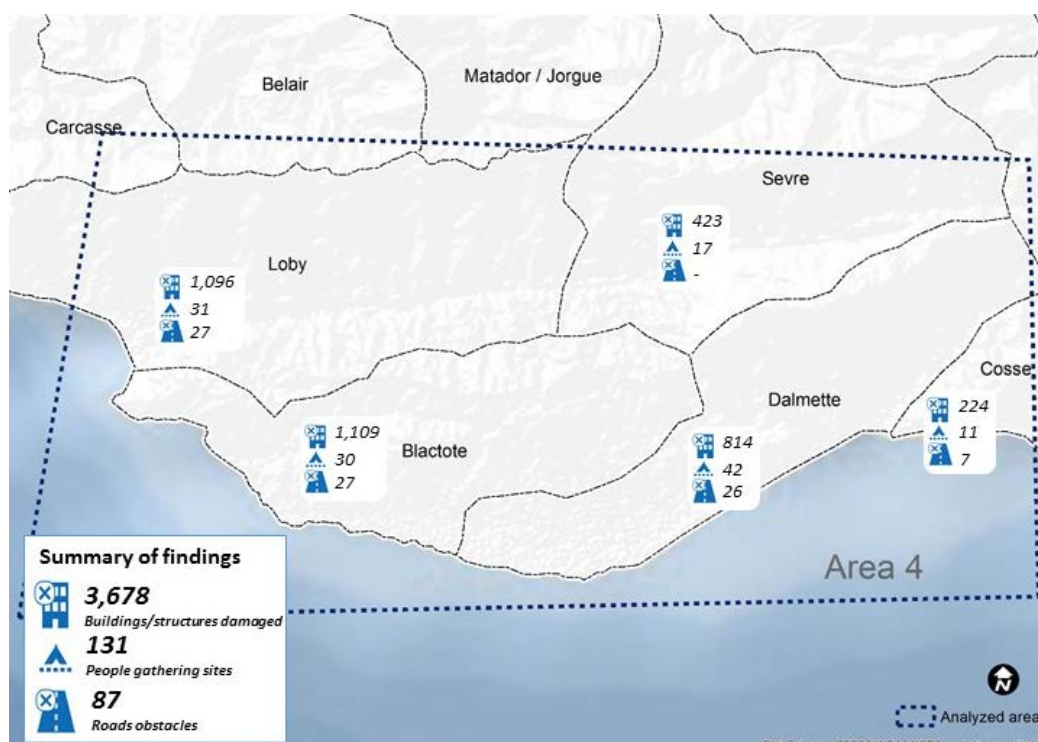 Belair
Matador / Jorgue
Carcasse
Sevre
423
17
-
Loby
1,096
31
27
Cosse
Dalmette
224
11
7
1,109
30
27
Blactote
814
42
26
Summary of findings
3,678
Buildings/structures damaged
131
People gathering sites
87
Roads obstacles
Area 4
N
Analyzed area